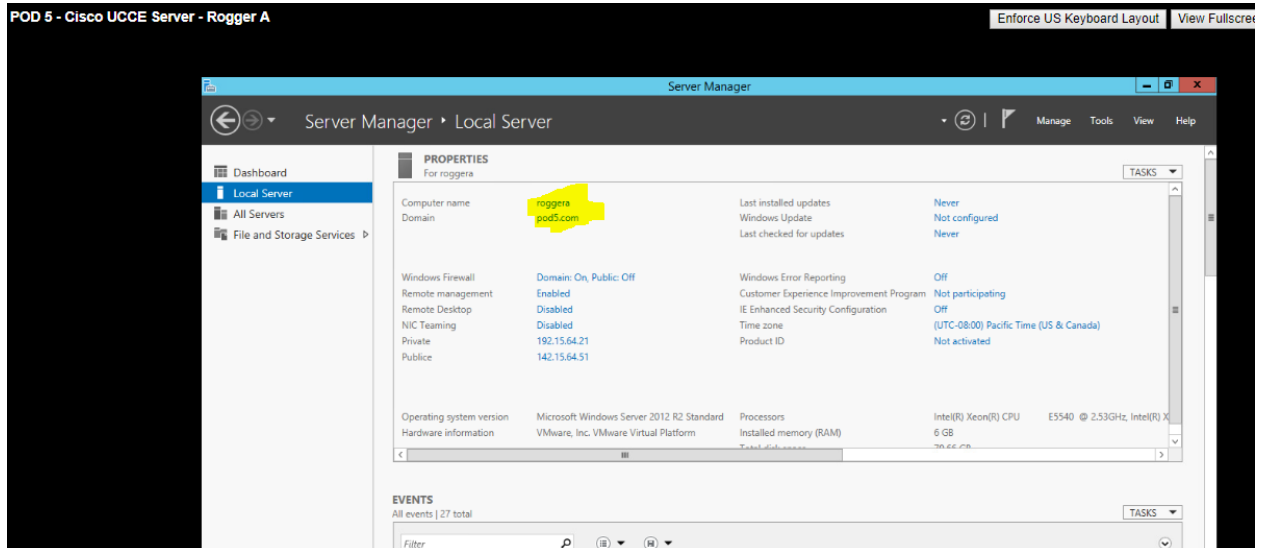 POD 5 - Cisco UCCE Server - Rogger A
Enforce US Keyboard Layout
View Fullscree
Server Manager
Server Manager • Local Server
Manage Tools View Help
Dashboard
Local Server
All Servers
File and Storage Services
PROPERTIES
For roggera
TASKS
Computer name roggera Last installed updates Never
Domain pod5.com Windows Update Not configured
Last checked for updates Never
Windows Firewall Domain: On, Public: Off Windows Error Reporting Off
Remote management Enabled Customer Experience Improvement Program Not participating
Remote Desktop Disabled IE Enhanced Security Configuration Off
NIC Teaming Disabled Time zone (UTC-08:00) Pacific Time (US & Canada)
Private 192.15.64.21 Product ID Not activated
Publice 142.15.64.51
Operating system version Microsoft Windows Server 2012 R2 Standard Processors Intel(R) Xeon(R) CPU E5540 @ 2.53GHz, Intel(R) X
Hardware information VMware, Inc. VMware Virtual Platform Installed memory (RAM) 6 GB
EVENTS
All events | 27 total
TASKS
Filter